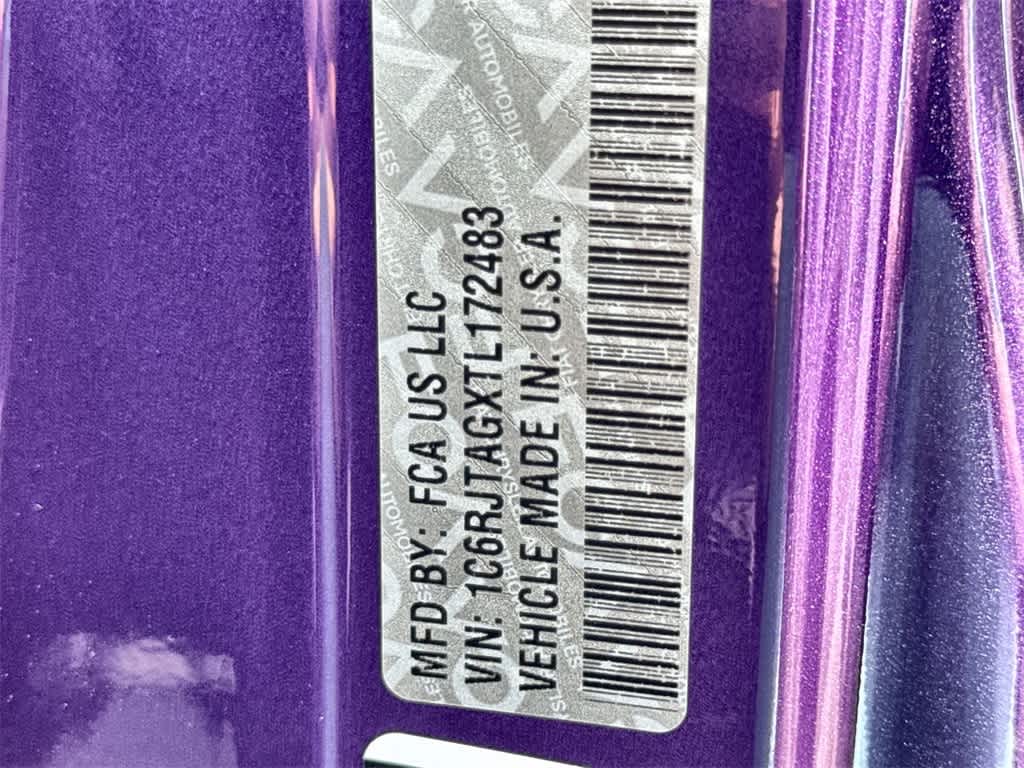 MFD BY: FCA US LLC
VIN: 1C6RJTAGXTL172483
VEHICLE MADE IN: U.S.A.